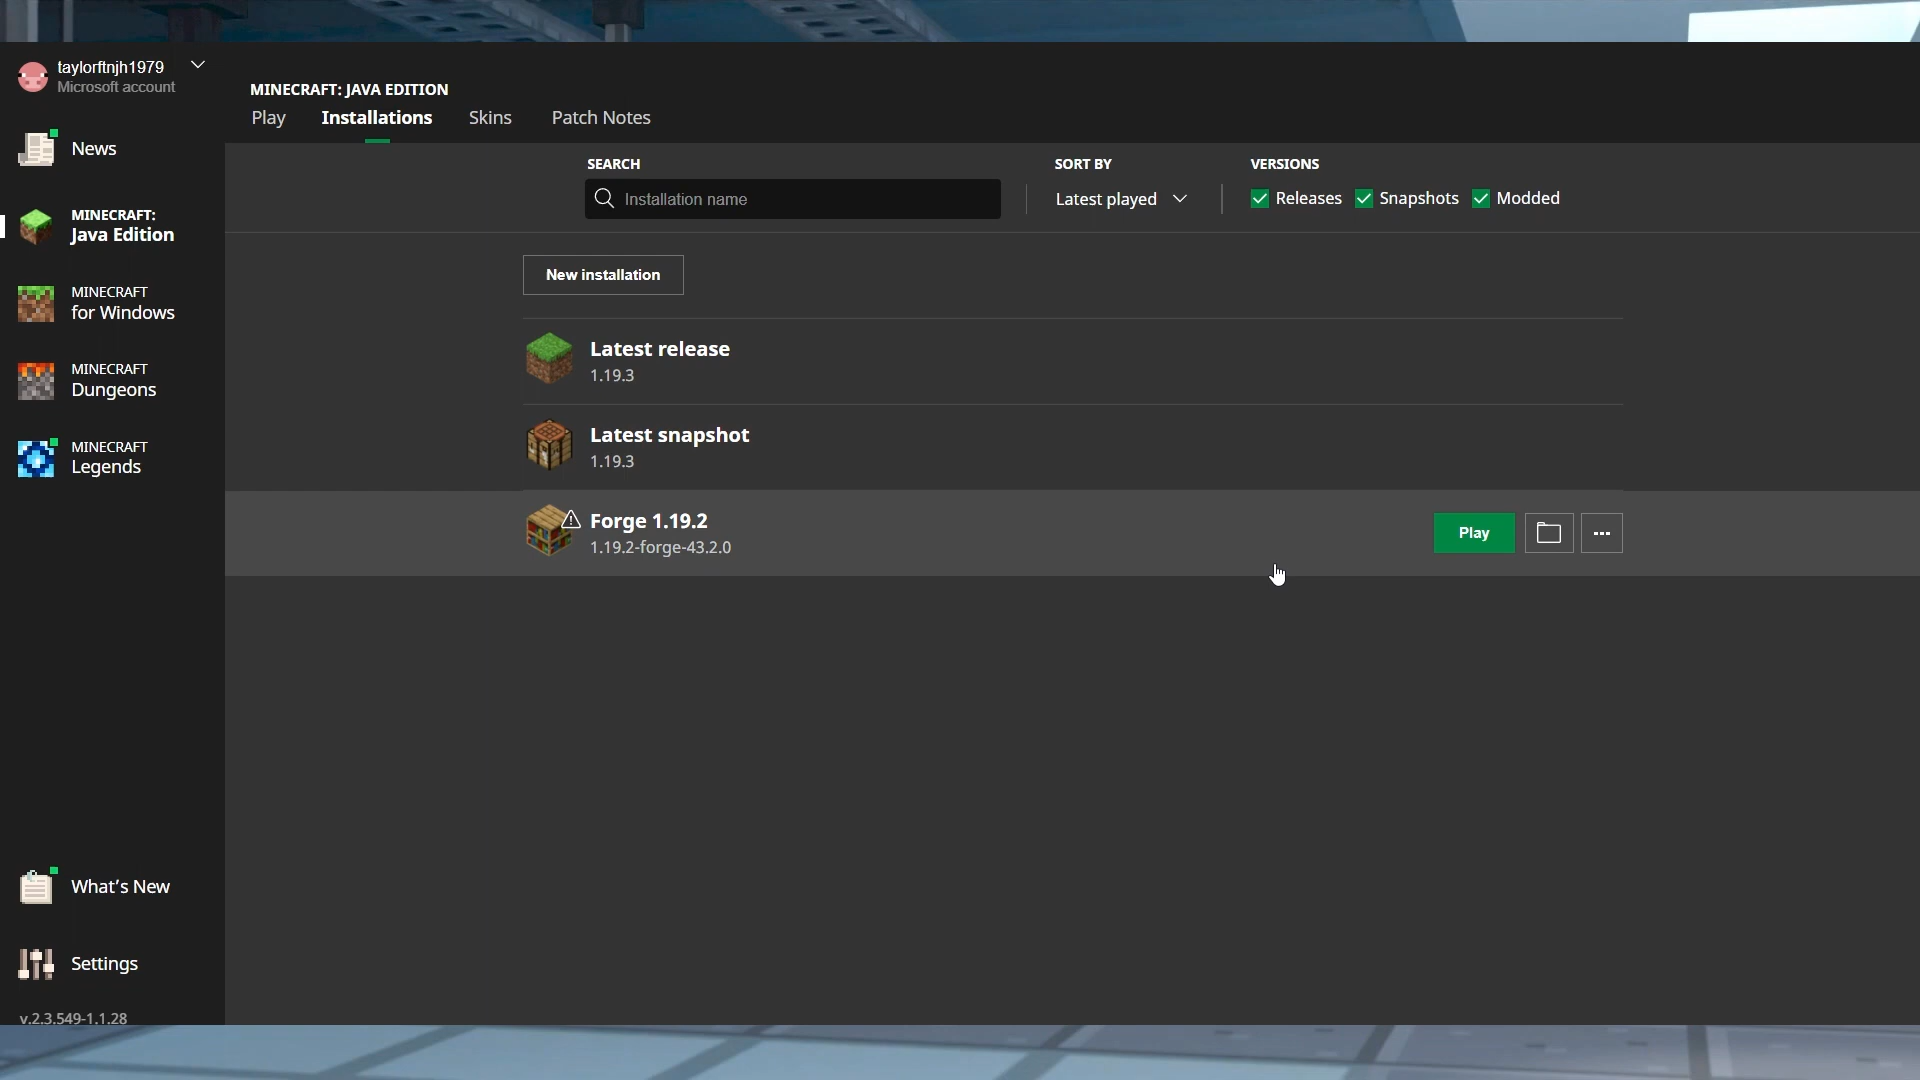 taylorftnjh1979
Microsoft account
News
MINECRAFT:
Java Edition
MINECRAFT
for Windows
MINECRAFT
Dungeons
MINECRAFT
Legends
What's New
Settings
v.2.3.549-1.1.28
MINECRAFT: JAVA EDITION
Play Installations Skins Patch Notes
SEARCH SORT BY VERSIONS
Installation name Latest played Releases Snapshots Modded
New installation
Latest release
1.19.3
Latest snapshot
1.19.3
Forge 1.19.2
1.19.2-forge-43.2.0
Play